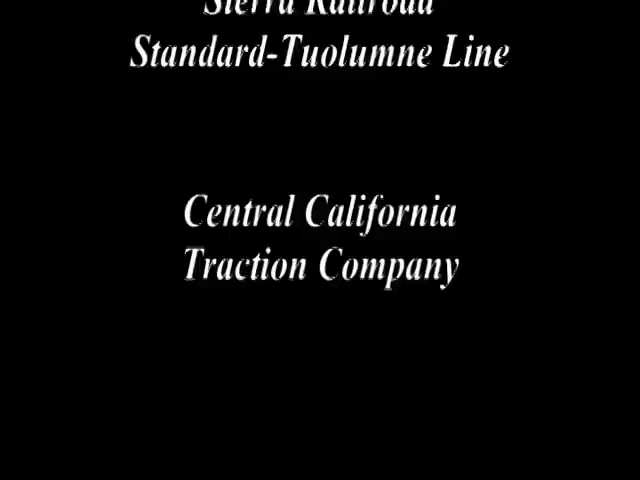 Sierra Railroad
Standard-Tuolumne Line
Central California
Traction Company